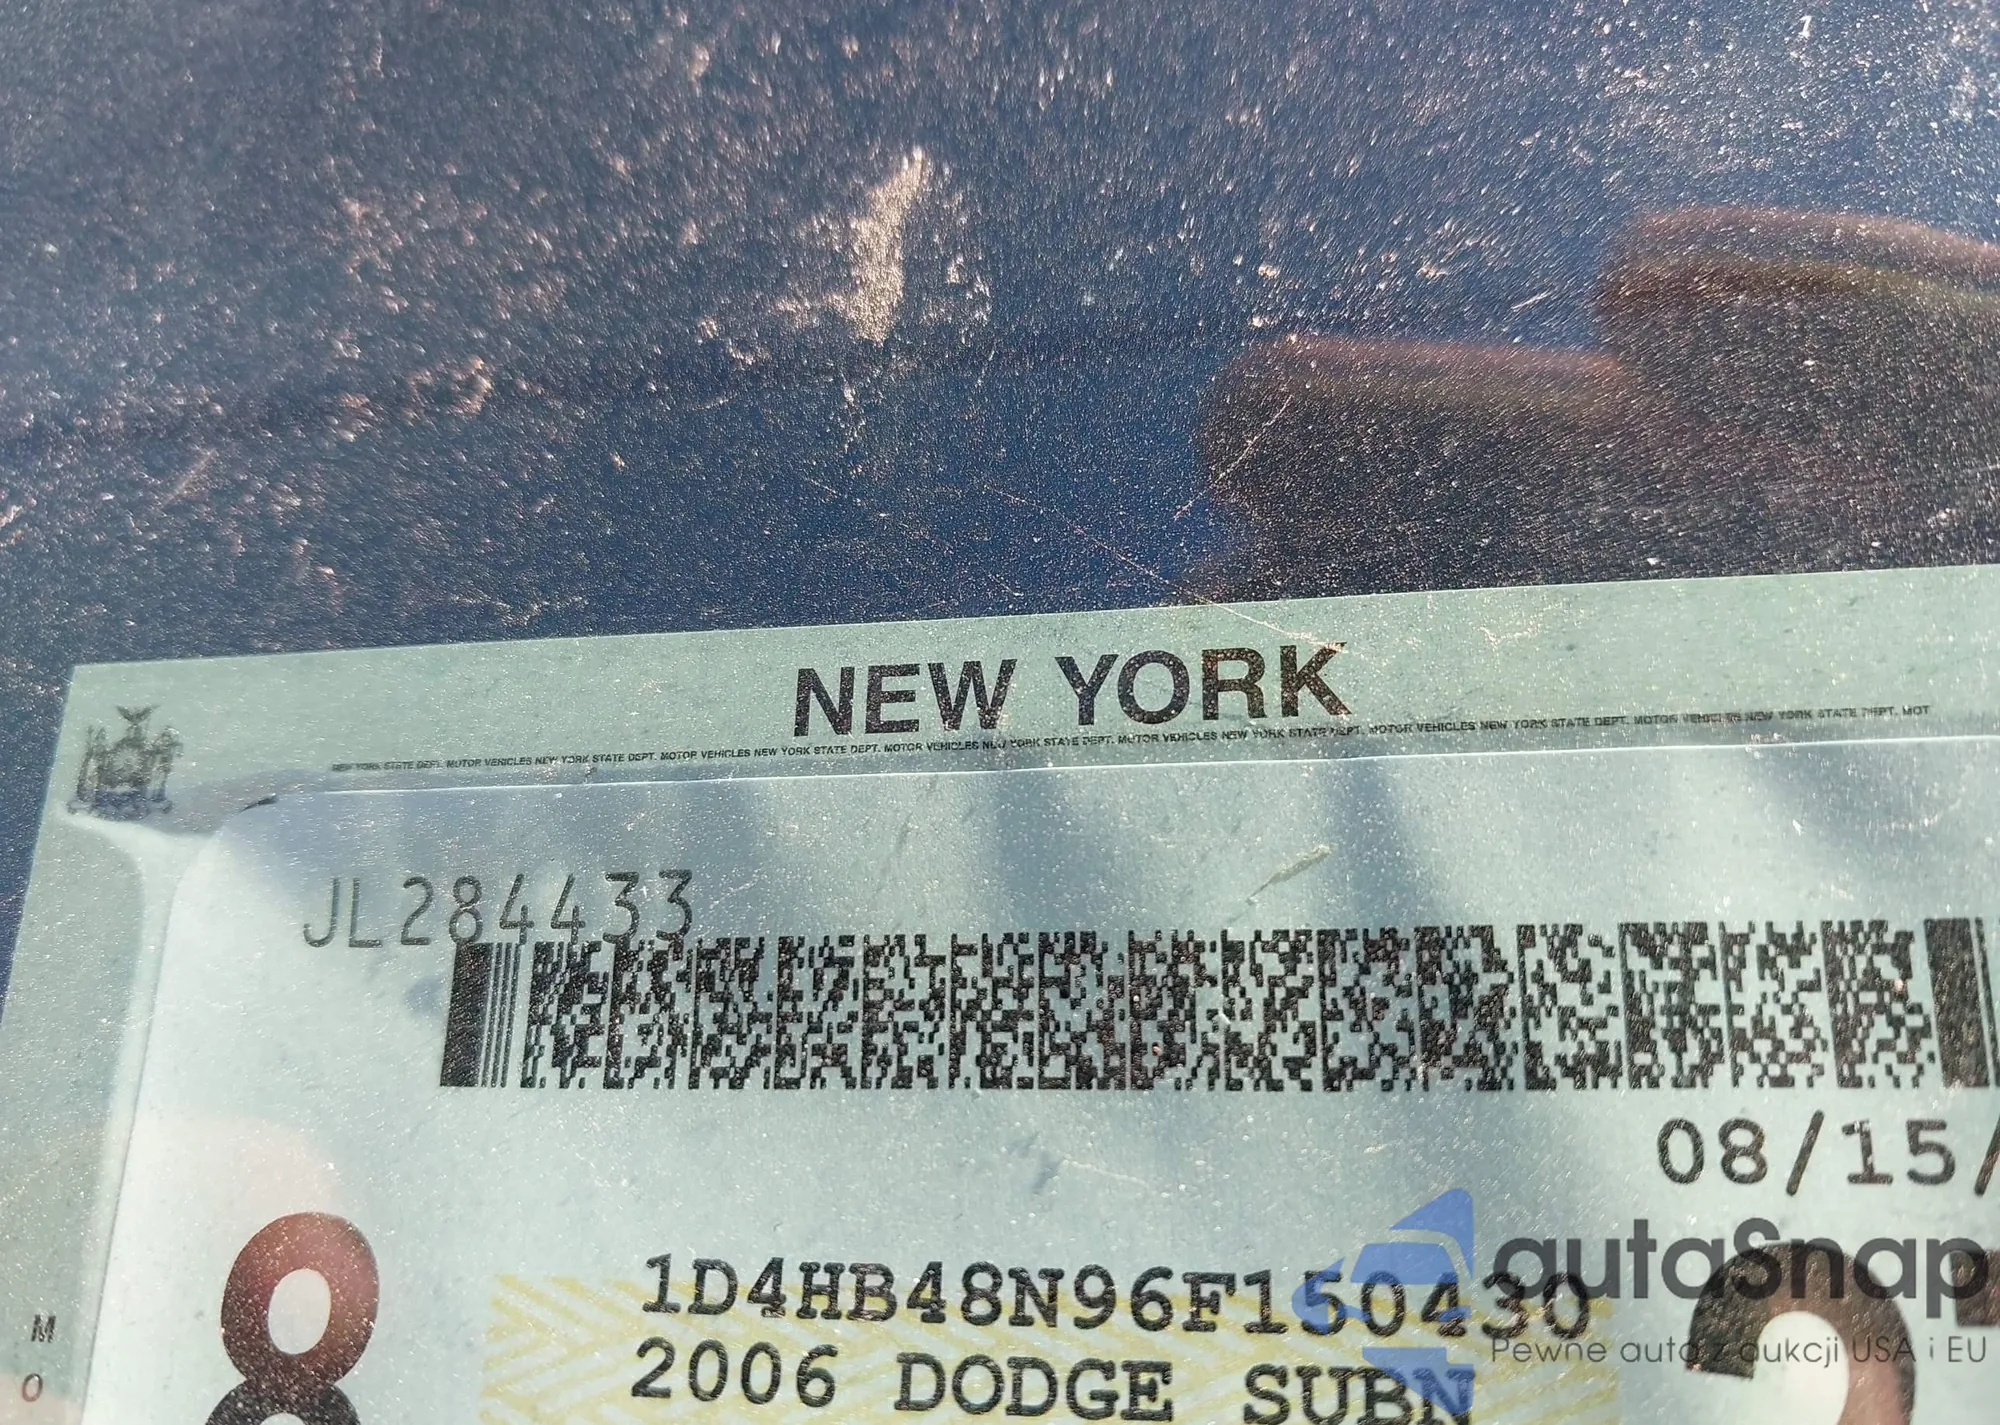 NEW YORK
NEW YORK STATE DEPT. MOTOR VEHICLES NEW YORK STATE DEPT. MOTOR VEHICLES NEW YORK STATE DEPT. MOTOR VEHICLES NEW YORK STATE DEPT. MOTOR VEHICLES NEW YORK STATE DEPT. MOTOR VEHICLES NEW YORK STATE DEPT. MOT
JL284433
08/15/
1D4HB48N96F150430
2006 DODGE SUBN
8
M
O
autaSnap
Pewne auta z aukcji USA i EU